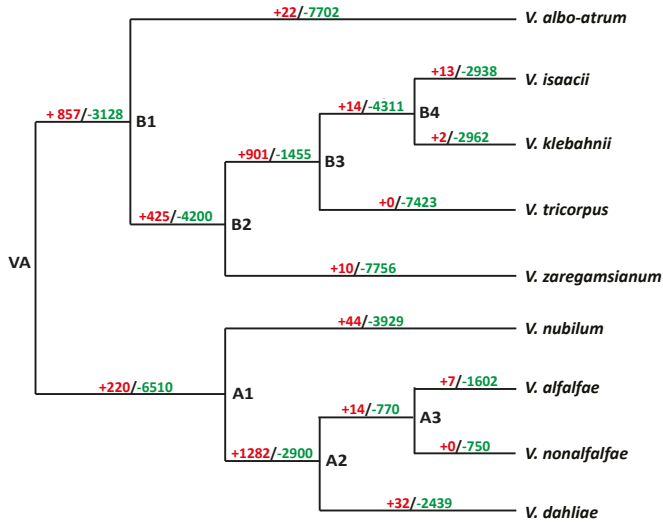 +22/-7702
V. albo-atrum
+13/-2938
V. isaacii
+ 857/-3128
B1
+14/-4311
B4
+2/-2962
V. klebahnii
+901/-1455
B3
+425/-4200
B2
+0/-7423
V. tricorpus
VA
+10/-7756
V. zaregamsianum
+44/-3929
V. nubilum
+220/-6510
A1
+7/-1602
V. alfalfae
+14/-770
A3
+1282/-2900
A2
+0/-750
V. nonalfalfae
+32/-2439
V. dahliae